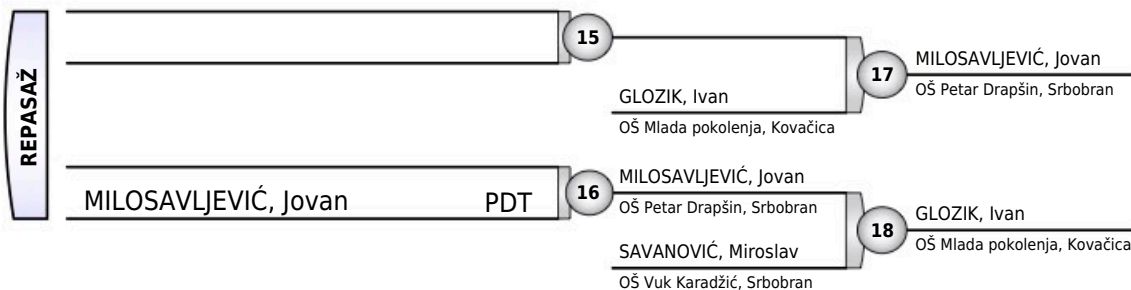 REPASAŽ
15
GLOZIK, Ivan
OŠ Mlada pokolenja, Kovačica
17
MILOSAVLJEVIĆ, Jovan
OŠ Petar Drapšin, Srbobran
MILOSAVLJEVIĆ, Jovan PDT
16
MILOSAVLJEVIĆ, Jovan
OŠ Petar Drapšin, Srbobran
SAVANOVIĆ, Miroslav
OŠ Vuk Karadžić, Srbobran
18
GLOZIK, Ivan
OŠ Mlada pokolenja, Kovačica